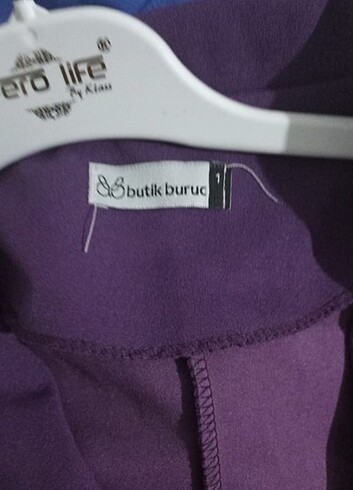 ero life®
By Kiau
butik buruc 1